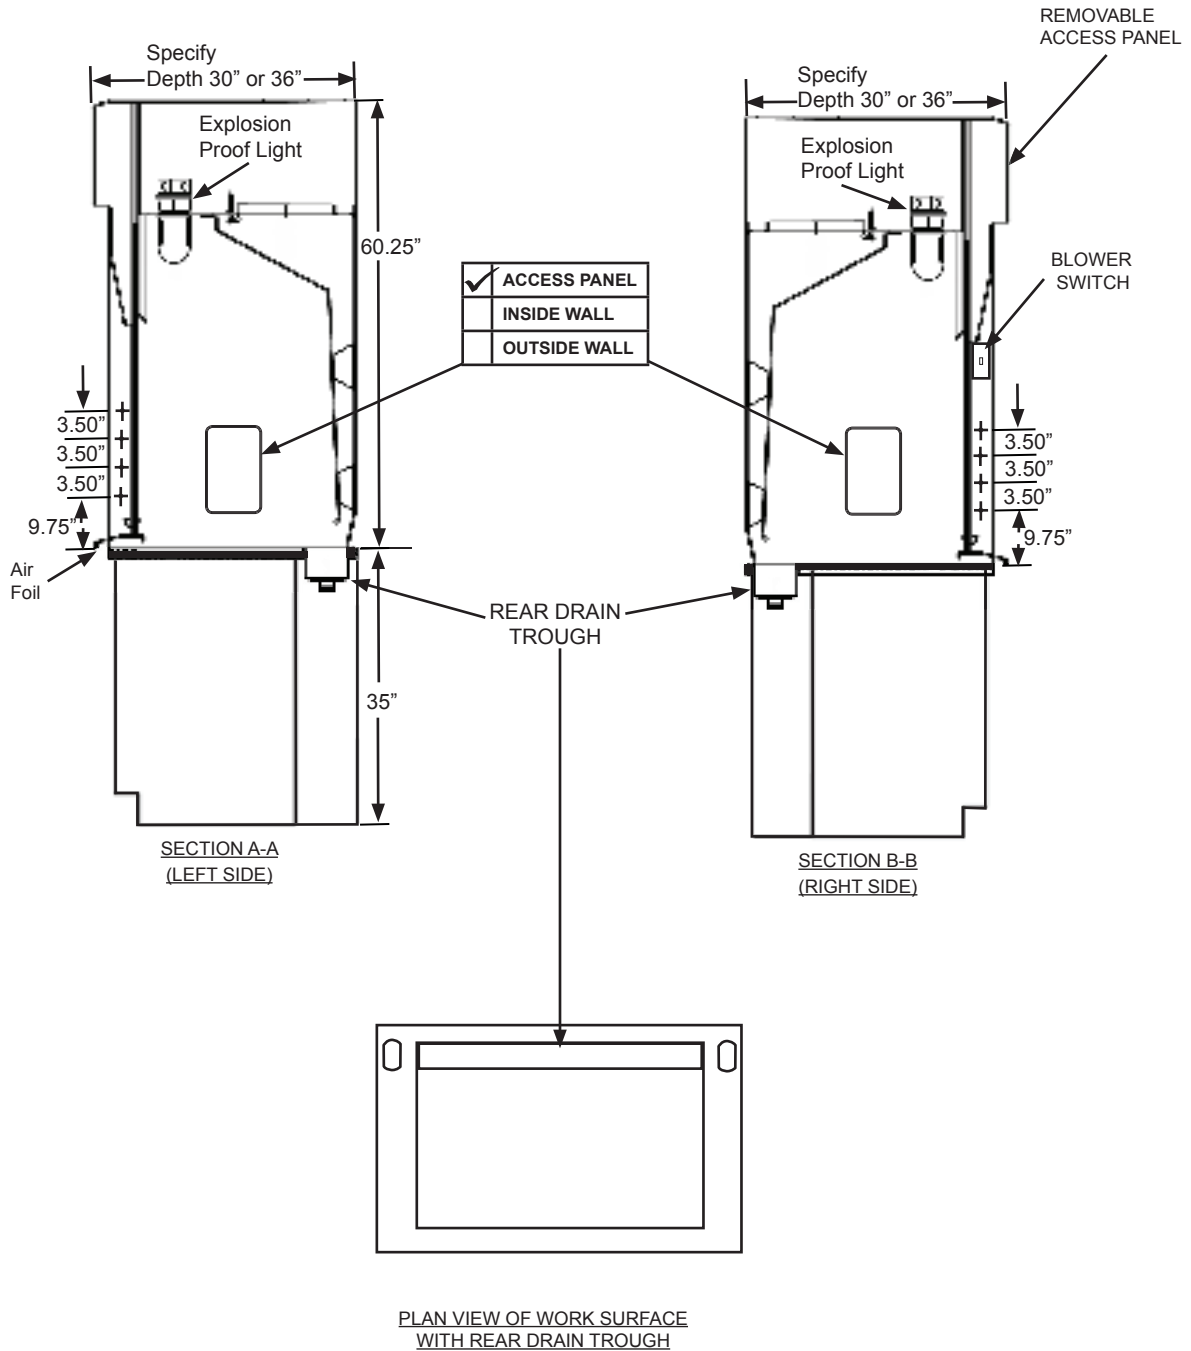 REMOVABLE
ACCESS PANEL
Specify
Depth 30” or 36”
Specify
Depth 30” or 36”
Explosion
Proof Light
Explosion
Proof Light
60.25”
BLOWER
SWITCH
ACCESS PANEL
INSIDE WALL
OUTSIDE WALL
3.50”
3.50”
3.50”
9.75”
3.50”
3.50”
3.50”
9.75”
Air
Foil
REAR DRAIN
TROUGH
35”
SECTION A-A
(LEFT SIDE)
SECTION B-B
(RIGHT SIDE)
PLAN VIEW OF WORK SURFACE
WITH REAR DRAIN TROUGH